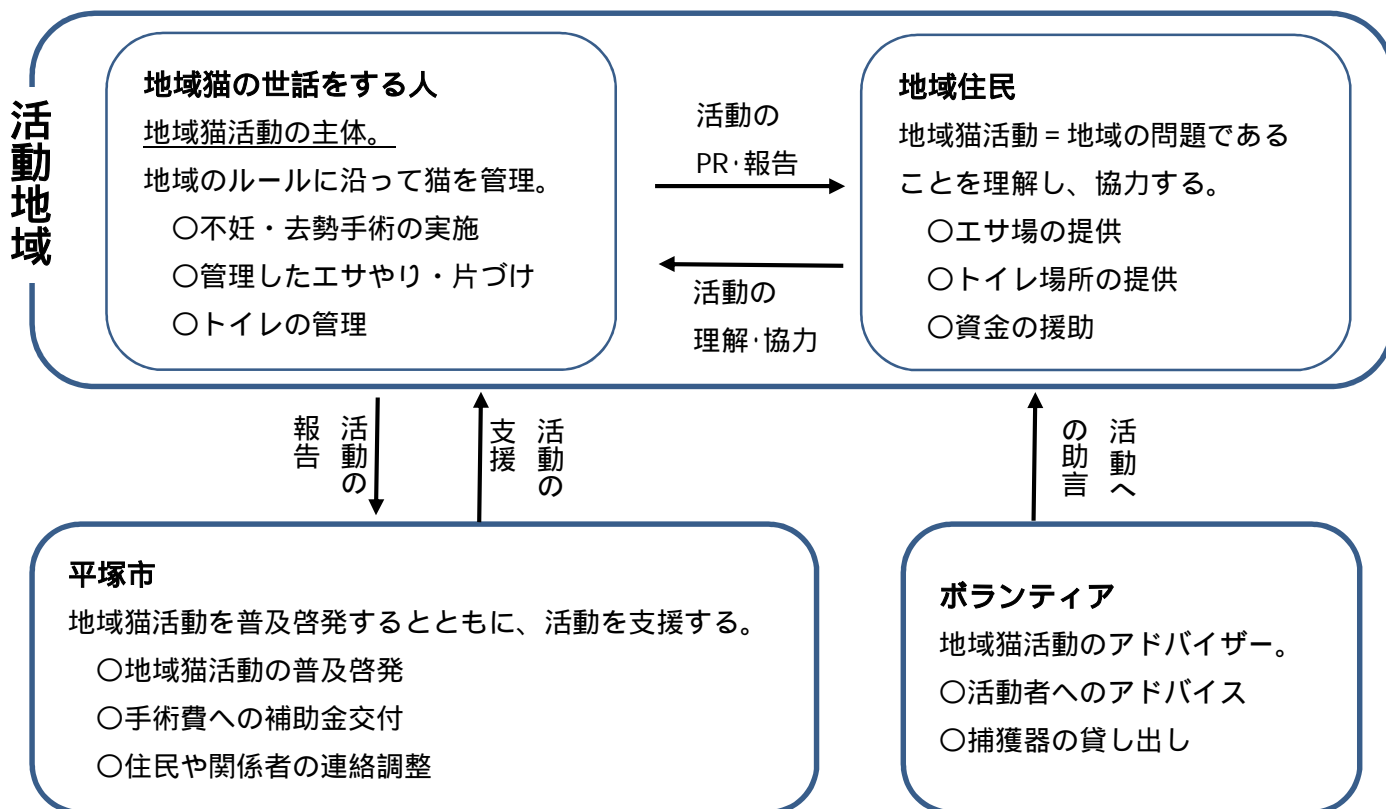 活動地域
地域猫の世話をする人
地域猫活動の主体。
地域のルールに沿って猫を管理。
○不妊・去勢手術の実施
○管理したエサやり・片づけ
○トイレの管理
活動の
PR・報告
活動の
理解・協力
地域住民
地域猫活動=地域の問題である
ことを理解し、協力する。
○エサ場の提供
○トイレ場所の提供
○資金の援助
活動の
報告
活動の
支援
活動へ
の助言
平塚市
地域猫活動を普及啓発するとともに、活動を支援する。
○地域猫活動の普及啓発
○手術費への補助金交付
○住民や関係者の連絡調整
ボランティア
地域猫活動のアドバイザー。
○活動者へのアドバイス
○捕獲器の貸し出し